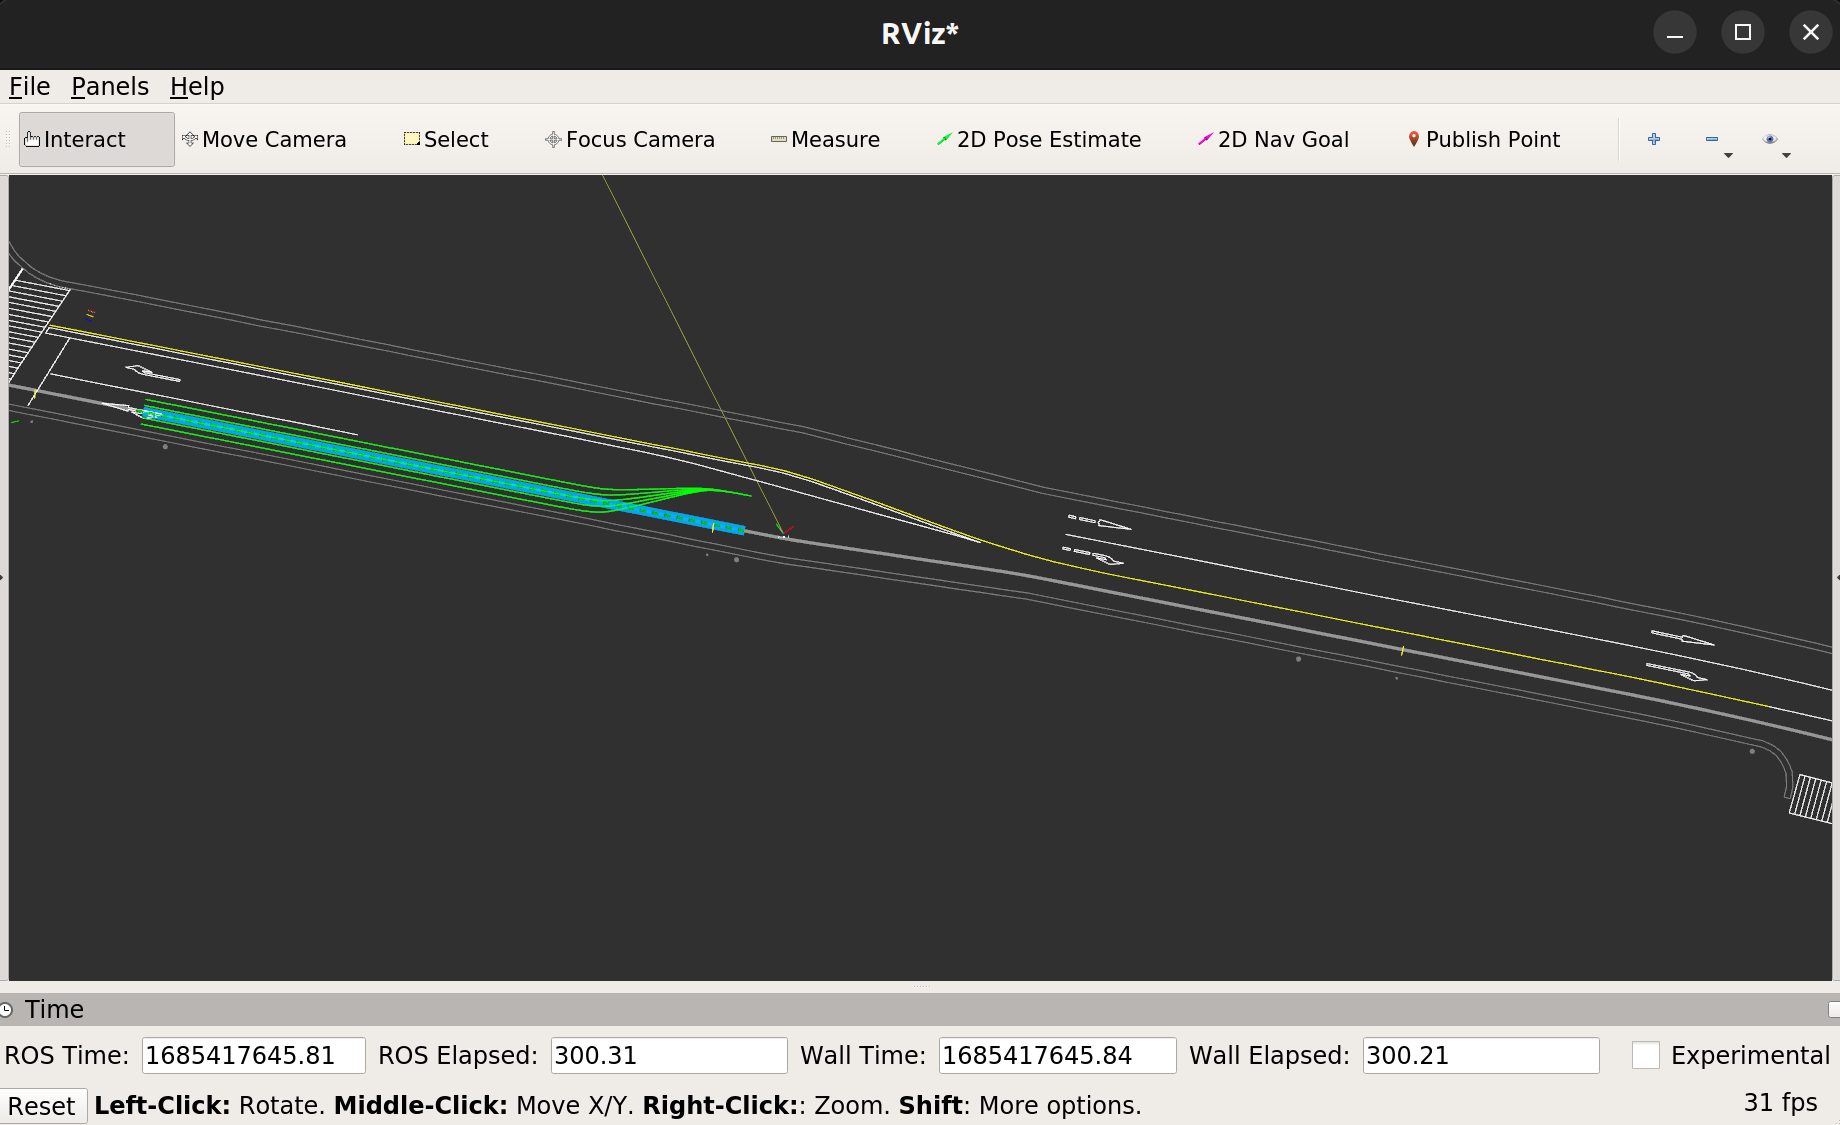 RViz*
File Panels Help
Interact Move Camera Select Focus Camera Measure 2D Pose Estimate 2D Nav Goal Publish Point
Time
ROS Time: 1685417645.81 ROS Elapsed: 300.31 Wall Time: 1685417645.84 Wall Elapsed: 300.21 Experimental
Reset Left-Click: Rotate. Middle-Click: Move X/Y. Right-Click:: Zoom. Shift: More options. 31 fps